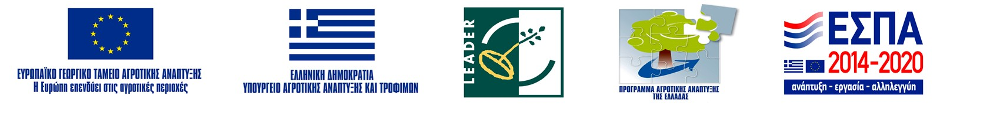 ΕΥΡΩΠΑΪΚΟ ΓΕΩΡΓΙΚΟ ΤΑΜΕΙΟ ΑΓΡΟΤΙΚΗΣ ΑΝΑΠΤΥΞΗΣ
Η Ευρώπη επενδύει στις αγροτικές περιοχές
ΕΛΛΗΝΙΚΗ ΔΗΜΟΚΡΑΤΙΑ
ΥΠΟΥΡΓΕΙΟ ΑΓΡΟΤΙΚΗΣ ΑΝΑΠΤΥΞΗΣ ΚΑΙ ΤΡΟΦΙΜΩΝ
LEADER
ΠΡΟΓΡΑΜΜΑ ΑΓΡΟΤΙΚΗΣ ΑΝΑΠΤΥΞΗΣ
ΤΗΣ ΕΛΛΑΔΑΣ
ΕΣΠΑ
2014-2020
ανάπτυξη - εργασία - αλληλεγγύη